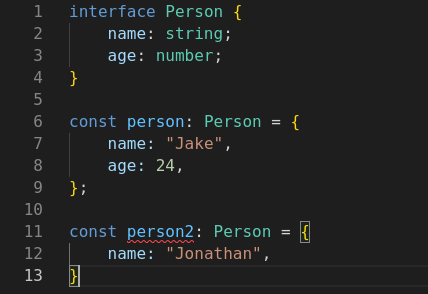 1 interface Person {
2     name: string;
3     age: number;
4 }
5
6 const person: Person = {
7     name: "Jake",
8     age: 24,
9 };
10
11 const person2: Person = {
12     name: "Jonathan",
13 }